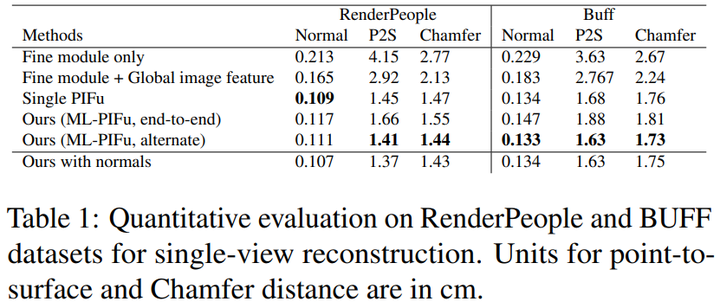 RenderPeople Buff
Methods Normal P2S Chamfer Normal P2S Chamfer
Fine module only 0.213 4.15 2.77 0.229 3.63 2.67
Fine module + Global image feature 0.165 2.92 2.13 0.183 2.767 2.24
Single PIFu 0.109 1.45 1.47 0.134 1.68 1.76
Ours (ML-PIFu, end-to-end) 0.117 1.66 1.55 0.147 1.88 1.81
Ours (ML-PIFu, alternate) 0.111 1.41 1.44 0.133 1.63 1.73
Ours with normals 0.107 1.37 1.43 0.134 1.63 1.75
Table 1: Quantitative evaluation on RenderPeople and BUFF
datasets for single-view reconstruction. Units for point-to-
surface and Chamfer distance are in cm.